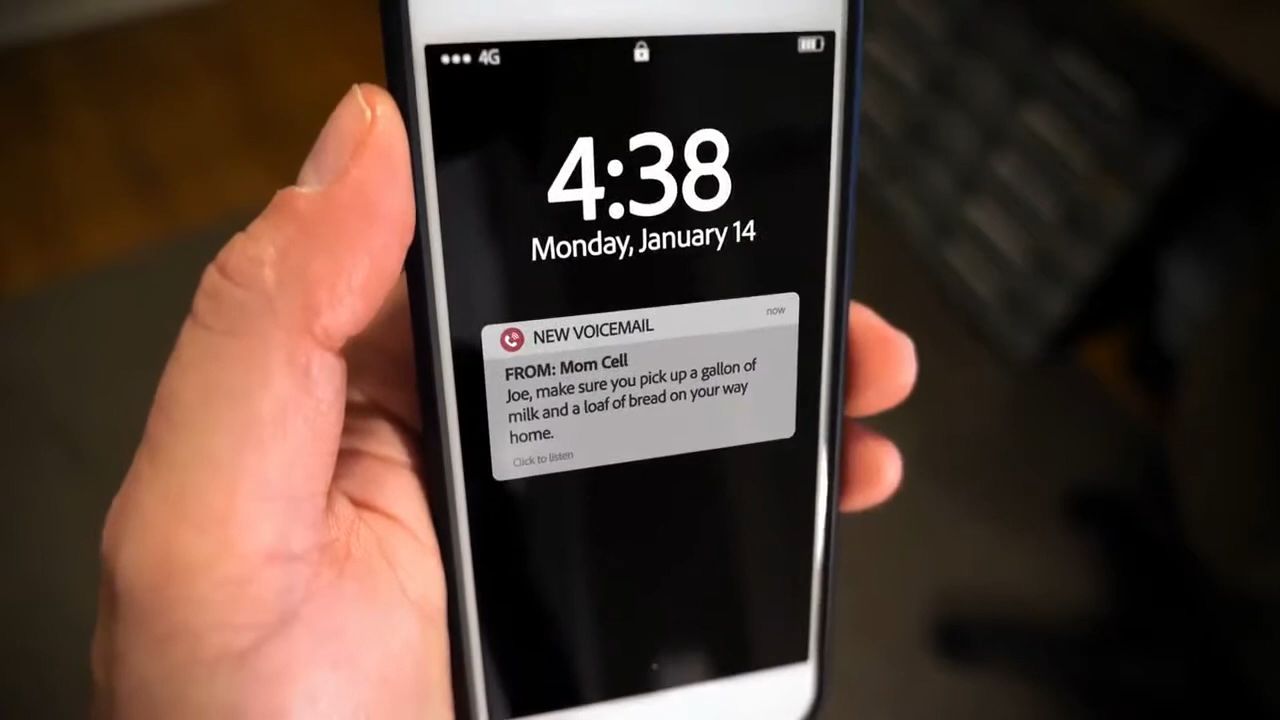 4G
4:38
Monday, January 14
NEW VOICEMAIL
now
FROM: Mom Cell
Joe, make sure you pick up a gallon of
milk and a loaf of bread on your way
home.
Click to listen